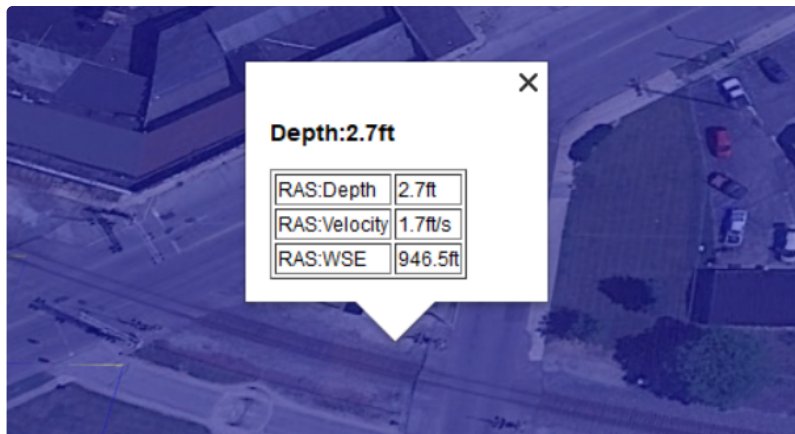 Depth:2.7ft
RAS:Depth 2.7ft
RAS:Velocity 1.7ft/s
RAS:WSE 946.5ft